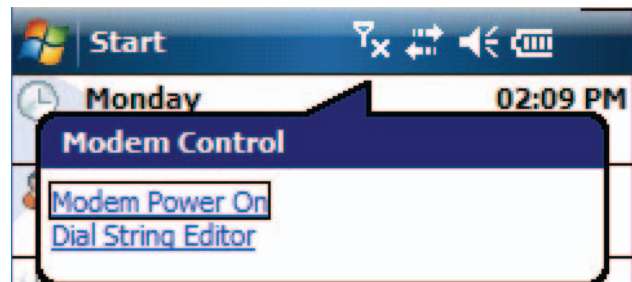 Start
Monday 02:09 PM
Modem Control
Modem Power On
Dial String Editor